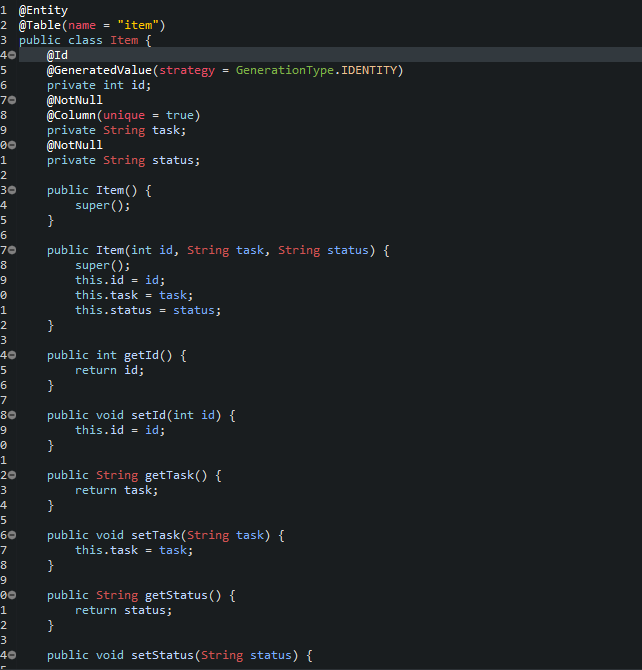 1 @Entity
2 @Table(name = "item")
3 public class Item {
4     @Id
5     @GeneratedValue(strategy = GenerationType.IDENTITY)
6     private int id;
7     @NotNull
8     @Column(unique = true)
9     private String task;
0     @NotNull
1     private String status;
2
3     public Item() {
4         super();
5     }
6
7     public Item(int id, String task, String status) {
8         super();
9         this.id = id;
0         this.task = task;
1         this.status = status;
2     }
3
4     public int getId() {
5         return id;
6     }
7
8     public void setId(int id) {
9         this.id = id;
0     }
1
2     public String getTask() {
3         return task;
4     }
5
6     public void setTask(String task) {
7         this.task = task;
8     }
9
0     public String getStatus() {
1         return status;
2     }
3
4     public void setStatus(String status) {